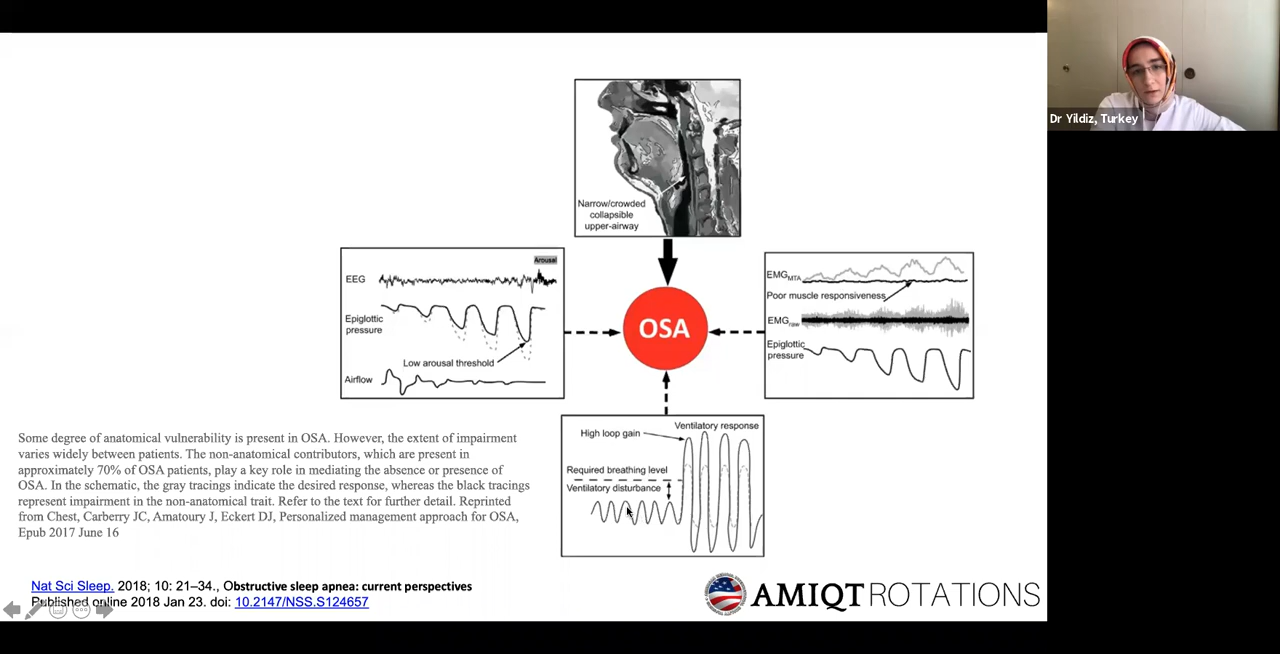 Dr Yildiz, Turkey
Narrow/crowded
collapsible
upper-airway
EEG
Arousal
Epiglottic
pressure
Low arousal threshold
Airflow
OSA
EMG MTA
Poor muscle responsiveness
EMG raw
Epiglottic
pressure
Ventilatory response
High loop gain
Required breathing level
Ventilatory disturbance
Some degree of anatomical vulnerability is present in OSA. However, the extent of impairment
varies widely between patients. The non-anatomical contributors, which are present in
approximately 70% of OSA patients, play a key role in mediating the absence or presence of
OSA. In the schematic, the gray tracings indicate the desired response, whereas the black tracings
represent impairment in the non-anatomical trait. Refer to the text for further detail. Reprinted
from Chest, Carberry JC, Amatoury J, Eckert DJ, Personalized management approach for OSA,
Epub 2017 June 16
Nat Sci Sleep. 2018; 10: 21–34., Obstructive sleep apnea: current perspectives
Published online 2018 Jan 23. doi: 10.2147/NSS.S124657
AMIQT ROTATIONS